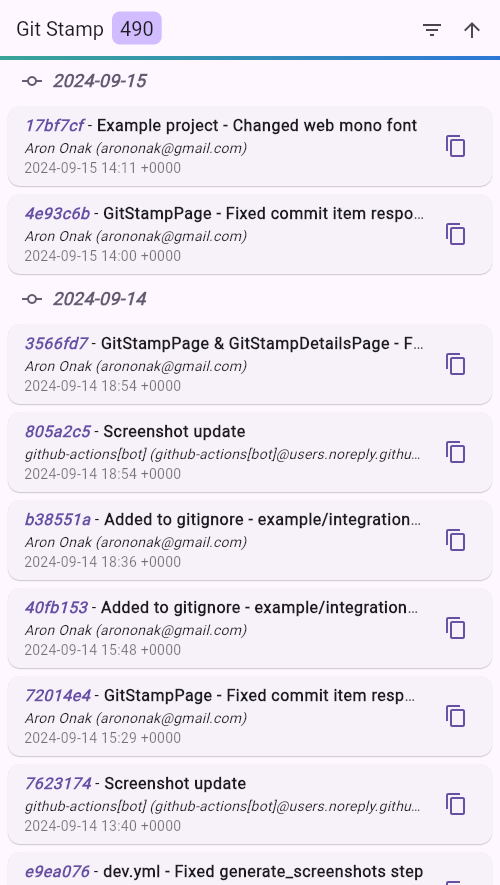 Git Stamp 490
2024-09-15
17bf7cf - Example project - Changed web mono font
Aron Onak (arononak@gmail.com)
2024-09-15 14:11 +0000
4e93c6b - GitStampPage - Fixed commit item respo…
Aron Onak (arononak@gmail.com)
2024-09-15 14:00 +0000
2024-09-14
3566fd7 - GitStampPage & GitStampDetailsPage - F…
Aron Onak (arononak@gmail.com)
2024-09-14 18:54 +0000
805a2c5 - Screenshot update
github-actions[bot] (github-actions[bot]@users.noreply.githu…
2024-09-14 18:54 +0000
b38551a - Added to gitignore - example/integration…
Aron Onak (arononak@gmail.com)
2024-09-14 18:36 +0000
40fb153 - Added to gitignore - example/integration…
Aron Onak (arononak@gmail.com)
2024-09-14 15:48 +0000
72014e4 - GitStampPage - Fixed commit item resp…
Aron Onak (arononak@gmail.com)
2024-09-14 15:29 +0000
7623174 - Screenshot update
github-actions[bot] (github-actions[bot]@users.noreply.githu…
2024-09-14 13:40 +0000
e9ea076 - dev.yml - Fixed generate_screenshots step